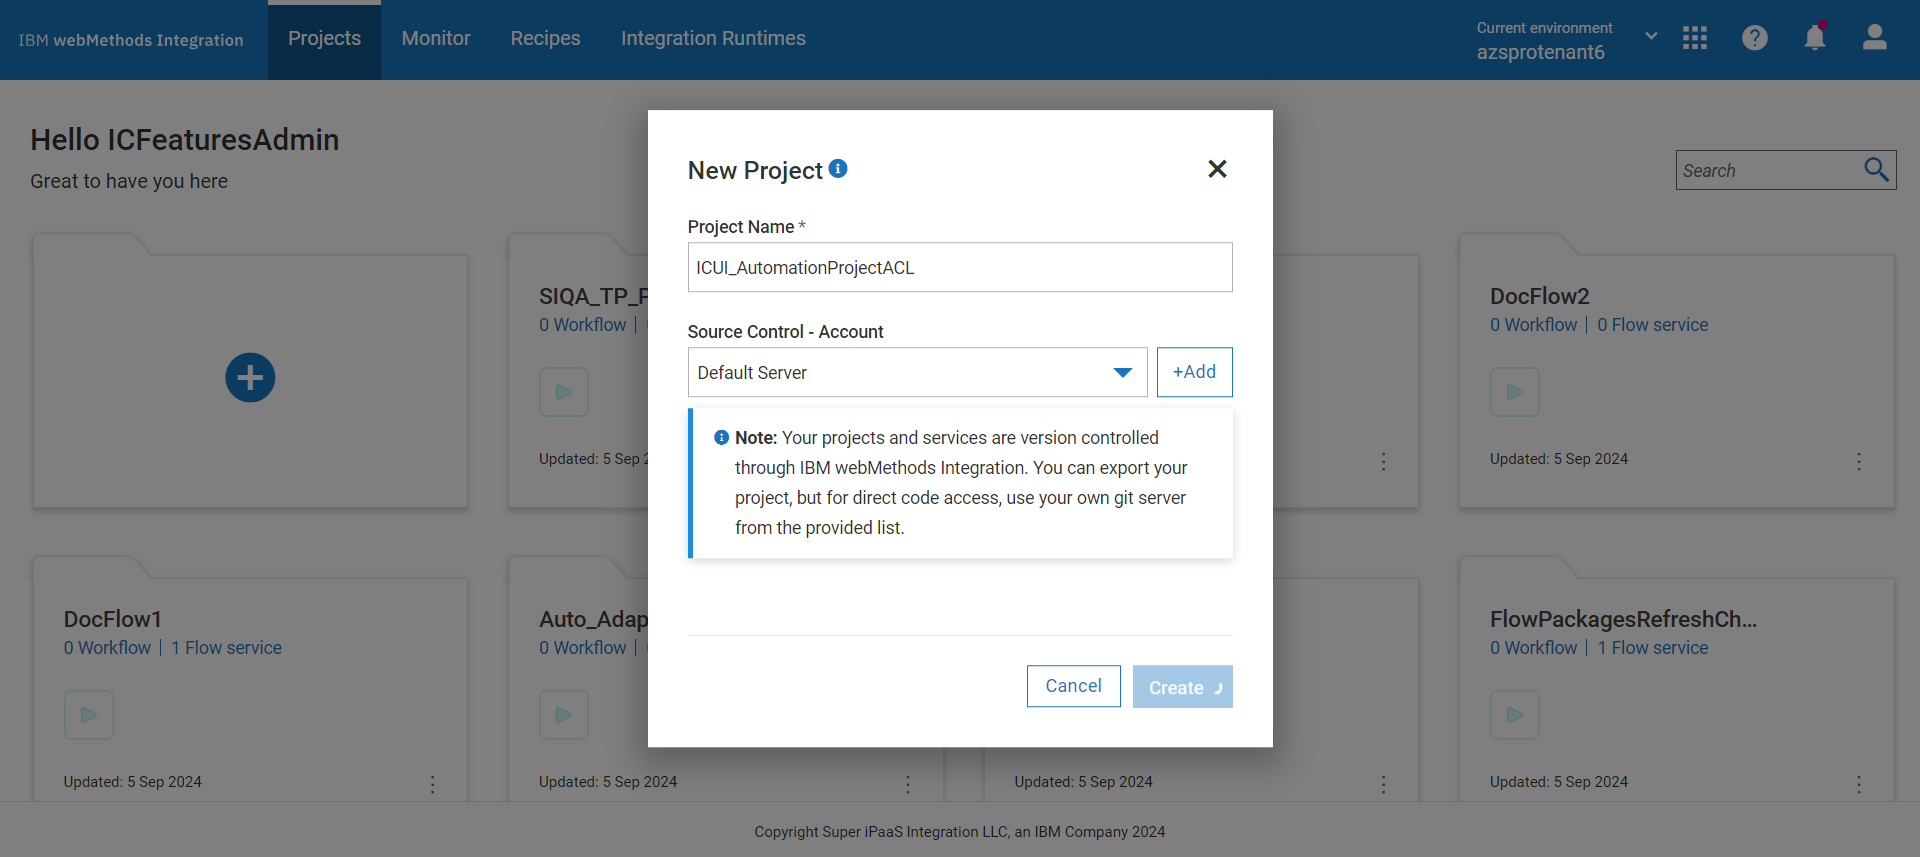 IBM webMethods Integration
Projects
Monitor
Recipes
Integration Runtimes
Current environment
azsprotenant6
Hello ICFeaturesAdmin
Great to have you here
Search
New Project
Project Name *
ICUI_AutomationProjectACL
Source Control - Account
Default Server
+Add
Note: Your projects and services are version controlled
through IBM webMethods Integration. You can export your
project, but for direct code access, use your own git server
from the provided list.
Cancel
Create
SIQA_TP_
0 Workflow
Updated: 5 Sep
DocFlow2
0 Workflow | 0 Flow service
Updated: 5 Sep 2024
DocFlow1
0 Workflow | 1 Flow service
Updated: 5 Sep 2024
Auto_Adap
0 Workflow
Updated: 5 Sep 2024
Updated: 5 Sep 2024
FlowPackagesRefreshCh...
0 Workflow | 1 Flow service
Updated: 5 Sep 2024
Copyright Super iPaaS Integration LLC, an IBM Company 2024